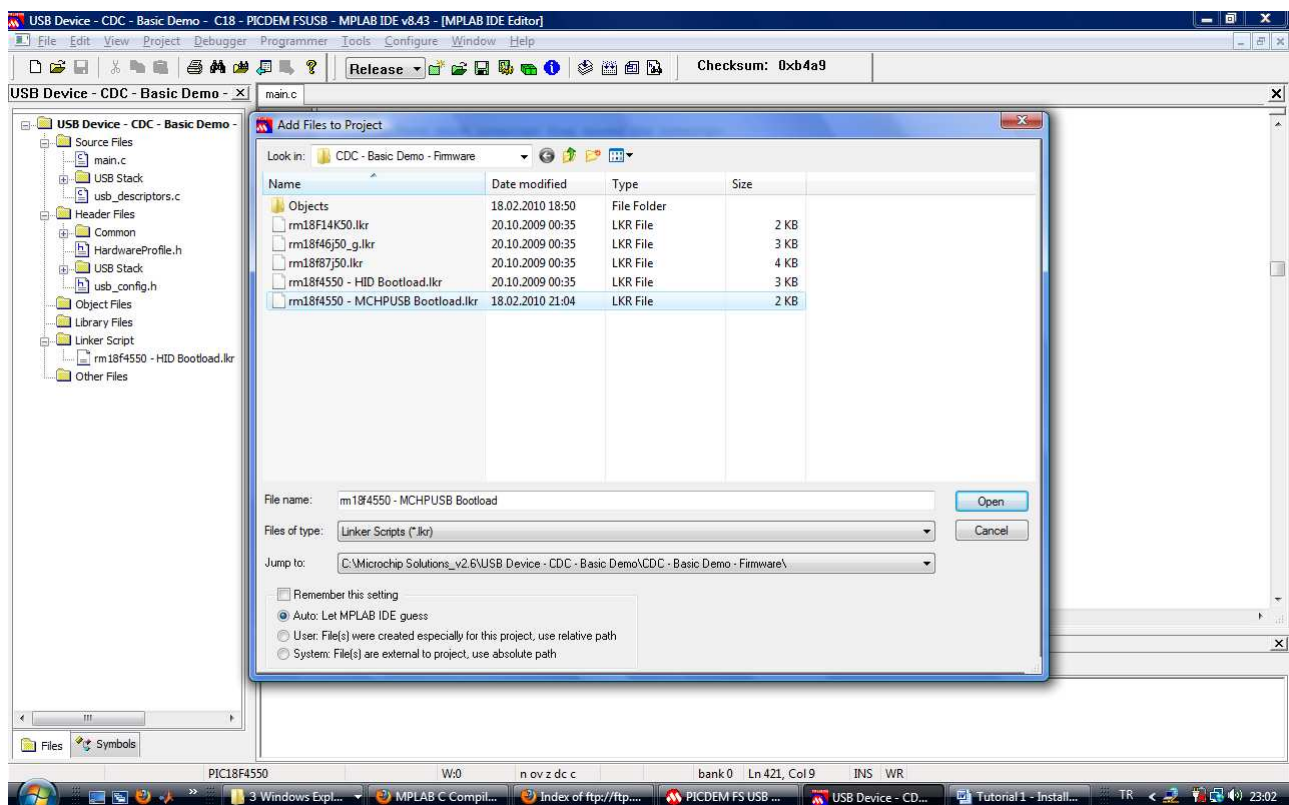 USB Device - CDC - Basic Demo - C18 - PICDEM FSUSB - MPLAB IDE v8.43 - [MPLAB IDE Editor]
File Edit View Project Debugger Programmer Tools Configure Window Help
Release Checksum: 0xb4a9
USB Device - CDC - Basic Demo -
main.c
USB Device - CDC - Basic Demo -
Source Files
main.c
USB Stack
usb_descriptors.c
Header Files
Common
HardwareProfile.h
USB Stack
usb_config.h
Object Files
Library Files
Linker Script
rm18f4550 - HID Bootload.lkr
Other Files
Add Files to Project
Look in: CDC - Basic Demo - Firmware
Name Date modified Type Size
Objects 18.02.2010 18:50 File Folder
rm18F14K50.lkr 20.10.2009 00:35 LKR File 2 KB
rm18f46j50_g.lkr 20.10.2009 00:35 LKR File 3 KB
rm18f87j50.lkr 20.10.2009 00:35 LKR File 4 KB
rm18f4550 - HID Bootload.lkr 20.10.2009 00:35 LKR File 3 KB
rm18f4550 - MCHPUSB Bootload.lkr 18.02.2010 21:04 LKR File 2 KB
File name: rm18f4550 - MCHPUSB Bootload Open
Files of type: Linker Scripts (*.lkr) Cancel
Jump to: C:\Microchip Solutions_v2.6\USB Device - CDC - Basic Demo\CDC - Basic Demo - Firmware\
Remember this setting
Auto: Let MPLAB IDE guess
User: File(s) were created especially for this project, use relative path
System: File(s) are external to project, use absolute path
Files Symbols
PIC18F4550 W:0 n ov z dc c bank 0 Ln 421, Col 9 INS WR
3 Windows Expl... MPLAB C Compil... Index of ftp://ftp.... PICDEM FS USB ... USB Device - CD... Tutorial 1 - Install... TR 23:02